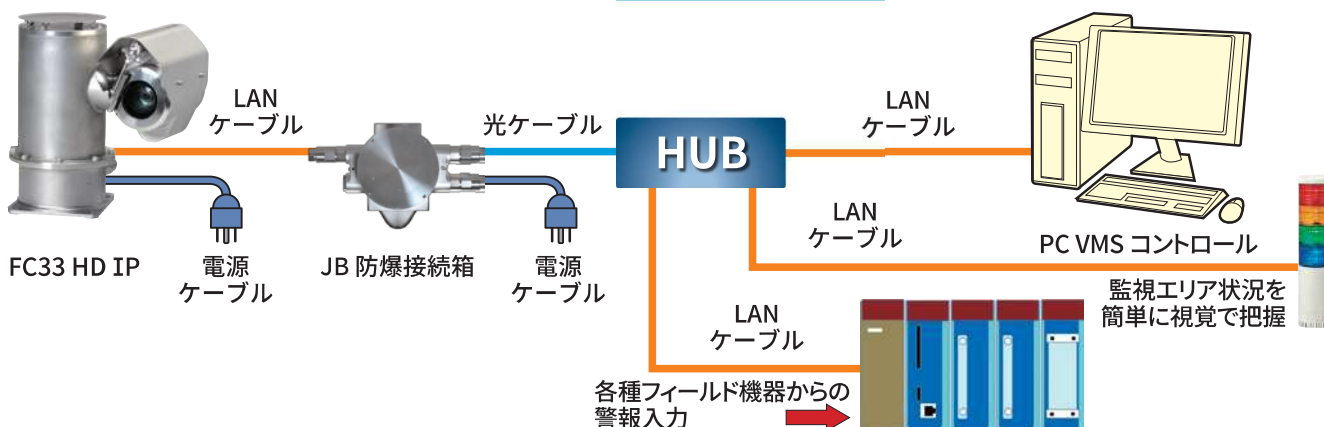 LAN
ケーブル
光ケーブル
HUB
LAN
ケーブル
LAN
ケーブル
FC33 HD IP
電源
ケーブル
JB 防爆接続箱
電源
ケーブル
PC VMS コントロール
監視エリア状況を
簡単に視覚で把握
LAN
ケーブル
各種フィールド機器からの
警報入力